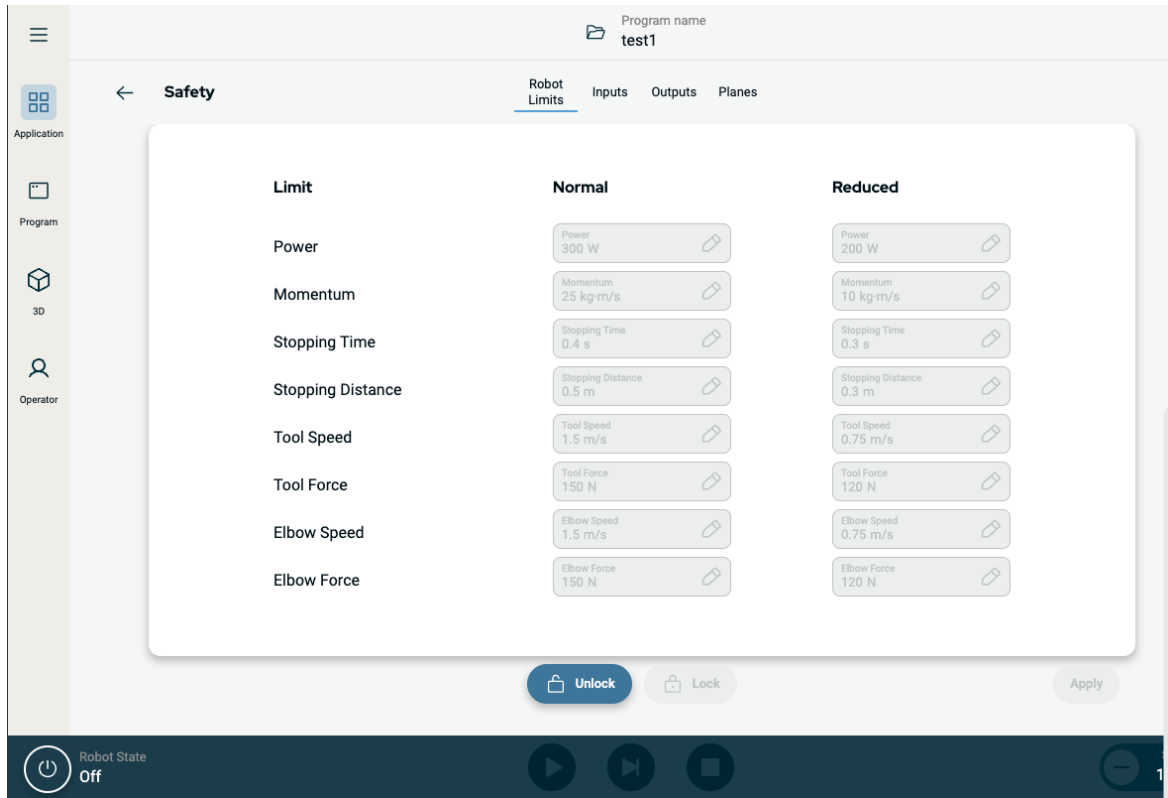 Program name
test1
Application
Program
3D
Operator
Safety
Robot
Limits
Inputs
Outputs
Planes
Limit Normal Reduced
Power
Power
300 W
Power
200 W
Momentum
Momentum
25 kg·m/s
Momentum
10 kg·m/s
Stopping Time
Stopping Time
0.4 s
Stopping Time
0.3 s
Stopping Distance
Stopping Distance
0.5 m
Stopping Distance
0.3 m
Tool Speed
Tool Speed
1.5 m/s
Tool Speed
0.75 m/s
Tool Force
Tool Force
150 N
Tool Force
120 N
Elbow Speed
Elbow Speed
1.5 m/s
Elbow Speed
0.75 m/s
Elbow Force
Elbow Force
150 N
Elbow Force
120 N
Unlock
Lock
Apply
Robot State
Off